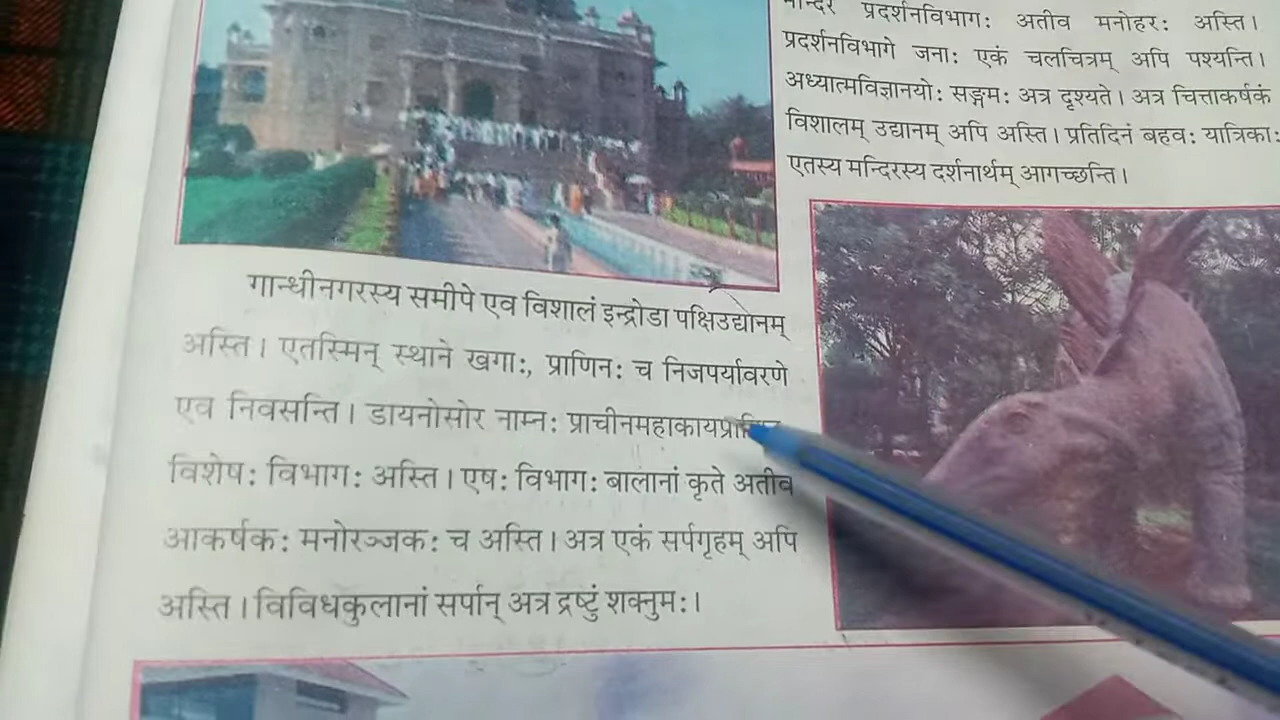 प्रदर्शनविभागः अतीव मनोहरः अस्ति।
प्रदर्शनविभागे जनाः एकं चलचित्रम् अपि पश्यन्ति।
अध्यात्मविज्ञानयोः सङ्गमः अत्र दृश्यते। अत्र चित्ताकर्षकं
विशालम् उद्यानम् अपि अस्ति। प्रतिदिनं बहवः यात्रिकाः
एतस्य मन्दिरस्य दर्शनार्थम् आगच्छन्ति।
गान्धीनगरस्य समीपे एव विशालं इन्द्रोडा पक्षिउद्योनम्
अस्ति। एतस्मिन् स्थाने खगाः, प्राणिनः च निजपर्यावरणे
एव निवसन्ति। डायनोसोर नाम्नः
विशेषः विभागः अस्ति। एषः विभागः बालानां कृते अतीव
आकर्षकः मनोरञ्जकः च अस्ति। अत्र एकं सर्पगृहम् अपि
अस्ति। विविधकुलानां सर्पान् अत्र द्रष्टुं शक्नुमः।